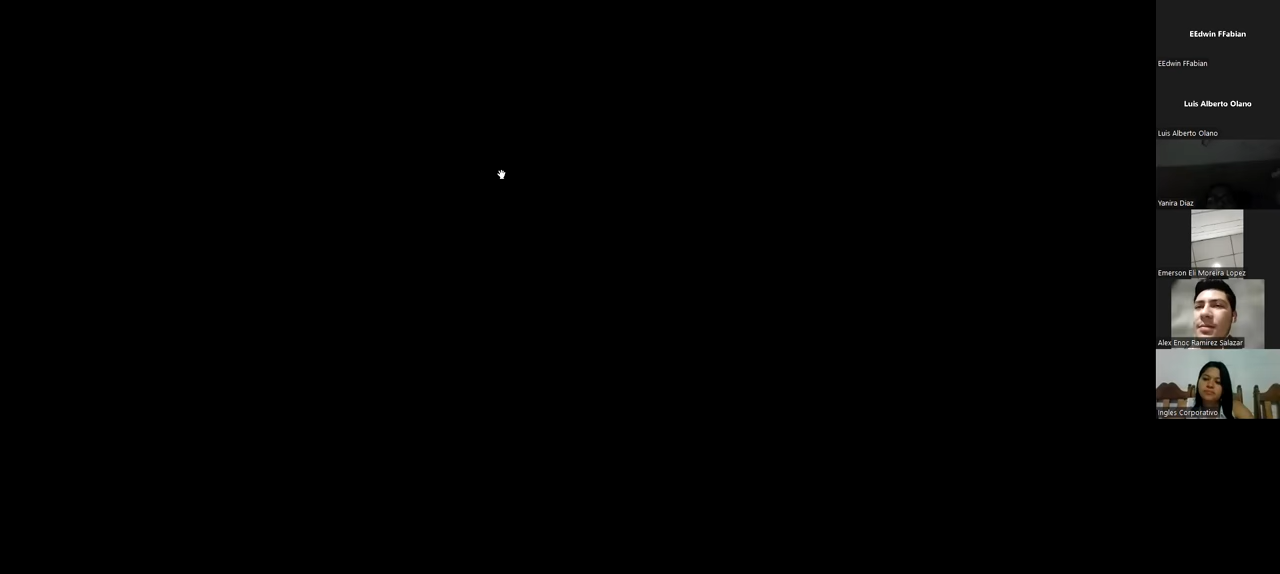 EEdwin FFabian
EEdwin FFabian
Luis Alberto Olano
Luis Alberto Olano
Yanira Diaz
Emerson Eli Moreira Lopez
Alex Enoc Ramirez Salazar
Ingles Corporativo